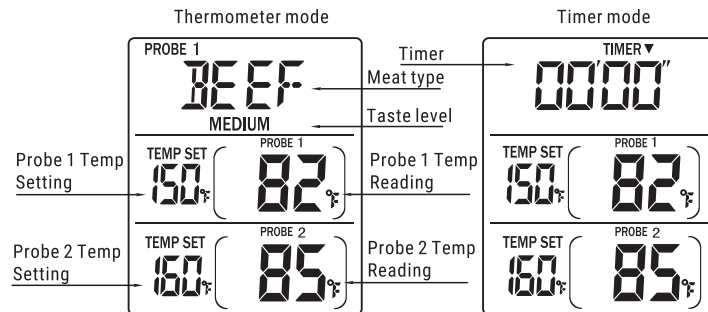 Thermometer mode
Timer mode
PROBE 1
BEEF
MEDIUM
Timer
Meat type
Taste level
TIMER▼
00'00"
Probe 1 Temp
Setting
TEMP SET
150°F
PROBE 1
82°F
Probe 1 Temp
Reading
TEMP SET
150°F
PROBE 1
82°F
Probe 2 Temp
Setting
TEMP SET
160°F
PROBE 2
85°F
Probe 2 Temp
Reading
TEMP SET
160°F
PROBE 2
85°F